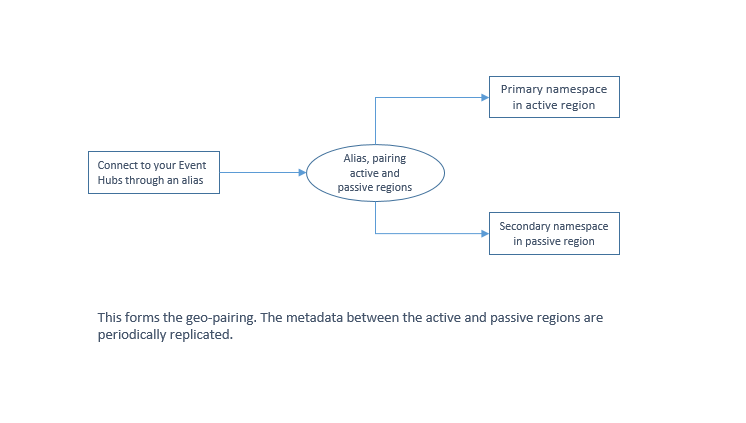 Primary namespace
in active region
Connect to your Event
Hubs through an alias
Alias, pairing
active and
passive regions
Secondary namespace
in passive region
This forms the geo-pairing. The metadata between the active and passive regions are
periodically replicated.